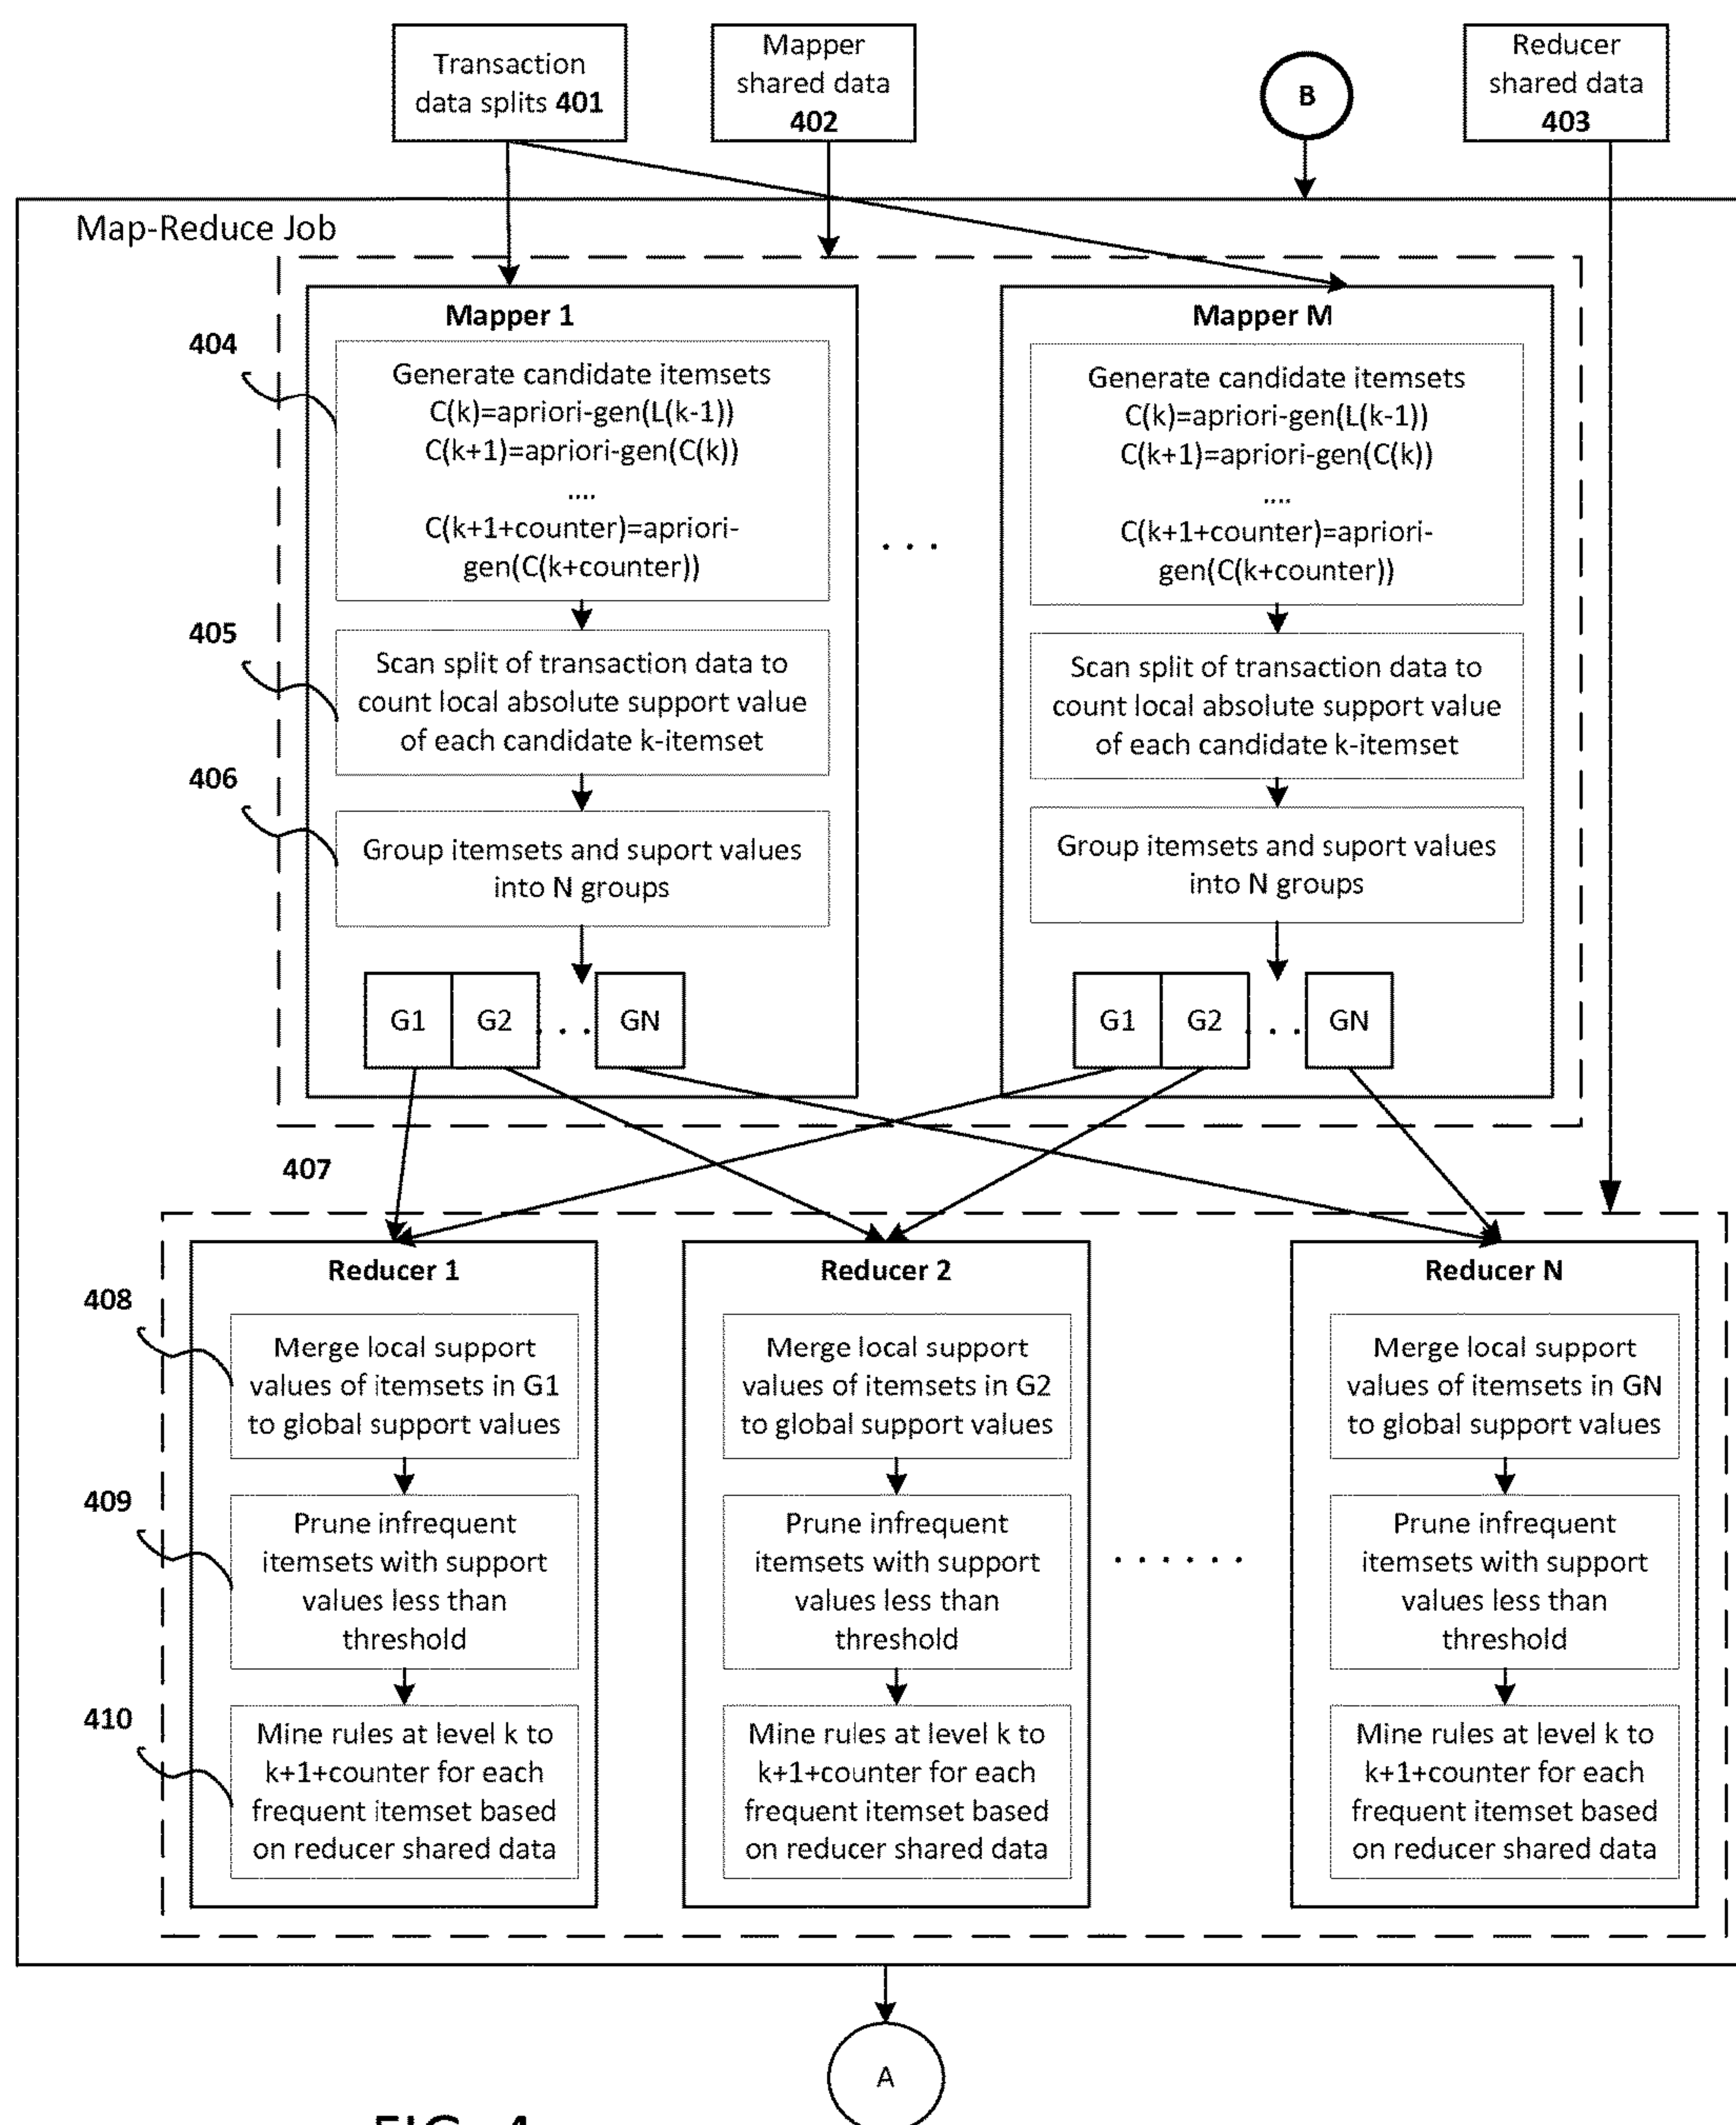 Transaction
data splits 401
Mapper
shared data
402
B
Reducer
shared data
403
Map-Reduce Job
Mapper 1
404
Generate candidate itemsets
C(k)=apriori-gen(L(k-1))
C(k+1)=apriori-gen(C(k))
....
C(k+1+counter)=apriori-
gen(C(k+counter))
405
Scan split of transaction data to
count local absolute support value
of each candidate k-itemset
406
Group itemsets and suport values
into N groups
G1
G2
. . .
GN
. . .
Mapper M
Generate candidate itemsets
C(k)=apriori-gen(L(k-1))
C(k+1)=apriori-gen(C(k))
....
C(k+1+counter)=apriori-
gen(C(k+counter))
Scan split of transaction data to
count local absolute support value
of each candidate k-itemset
Group itemsets and suport values
into N groups
G1
G2
. . .
GN
407
Reducer 1
408
Merge local support
values of itemsets in G1
to global support values
409
Prune infrequent
itemsets with support
values less than
threshold
410
Mine rules at level k to
k+1+counter for each
frequent itemset based
on reducer shared data
Reducer 2
Merge local support
values of itemsets in G2
to global support values
Prune infrequent
itemsets with support
values less than
threshold
Mine rules at level k to
k+1+counter for each
frequent itemset based
on reducer shared data
. . . . . .
Reducer N
Merge local support
values of itemsets in GN
to global support values
Prune infrequent
itemsets with support
values less than
threshold
Mine rules at level k to
k+1+counter for each
frequent itemset based
on reducer shared data
A
FIG. 4